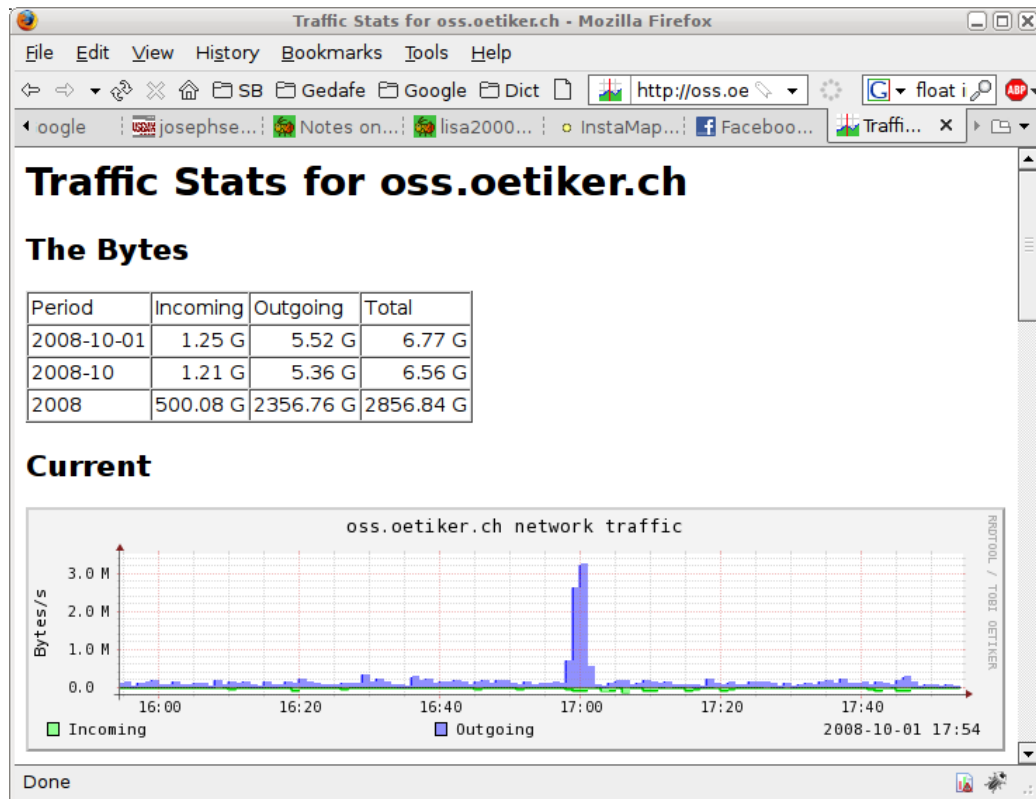 Traffic Stats for oss.oetiker.ch - Mozilla Firefox
File Edit View History Bookmarks Tools Help
SB Gedafe Google Dict http://oss.oe G float i ABP
oogle USDAY josephse... Notes on... lisa2000... InstaMap... f Faceboo... Traffi...
Traffic Stats for oss.oetiker.ch
The Bytes
Period Incoming Outgoing Total
2008-10-01 1.25 G 5.52 G 6.77 G
2008-10 1.21 G 5.36 G 6.56 G
2008 500.08 G 2356.76 G 2856.84 G
Current
oss.oetiker.ch network traffic
RRDTOOL / TOBI OETIKER
Bytes/s
3.0 M
2.0 M
1.0 M
0.0
16:00 16:20 16:40 17:00 17:20 17:40
Incoming Outgoing 2008-10-01 17:54
Done